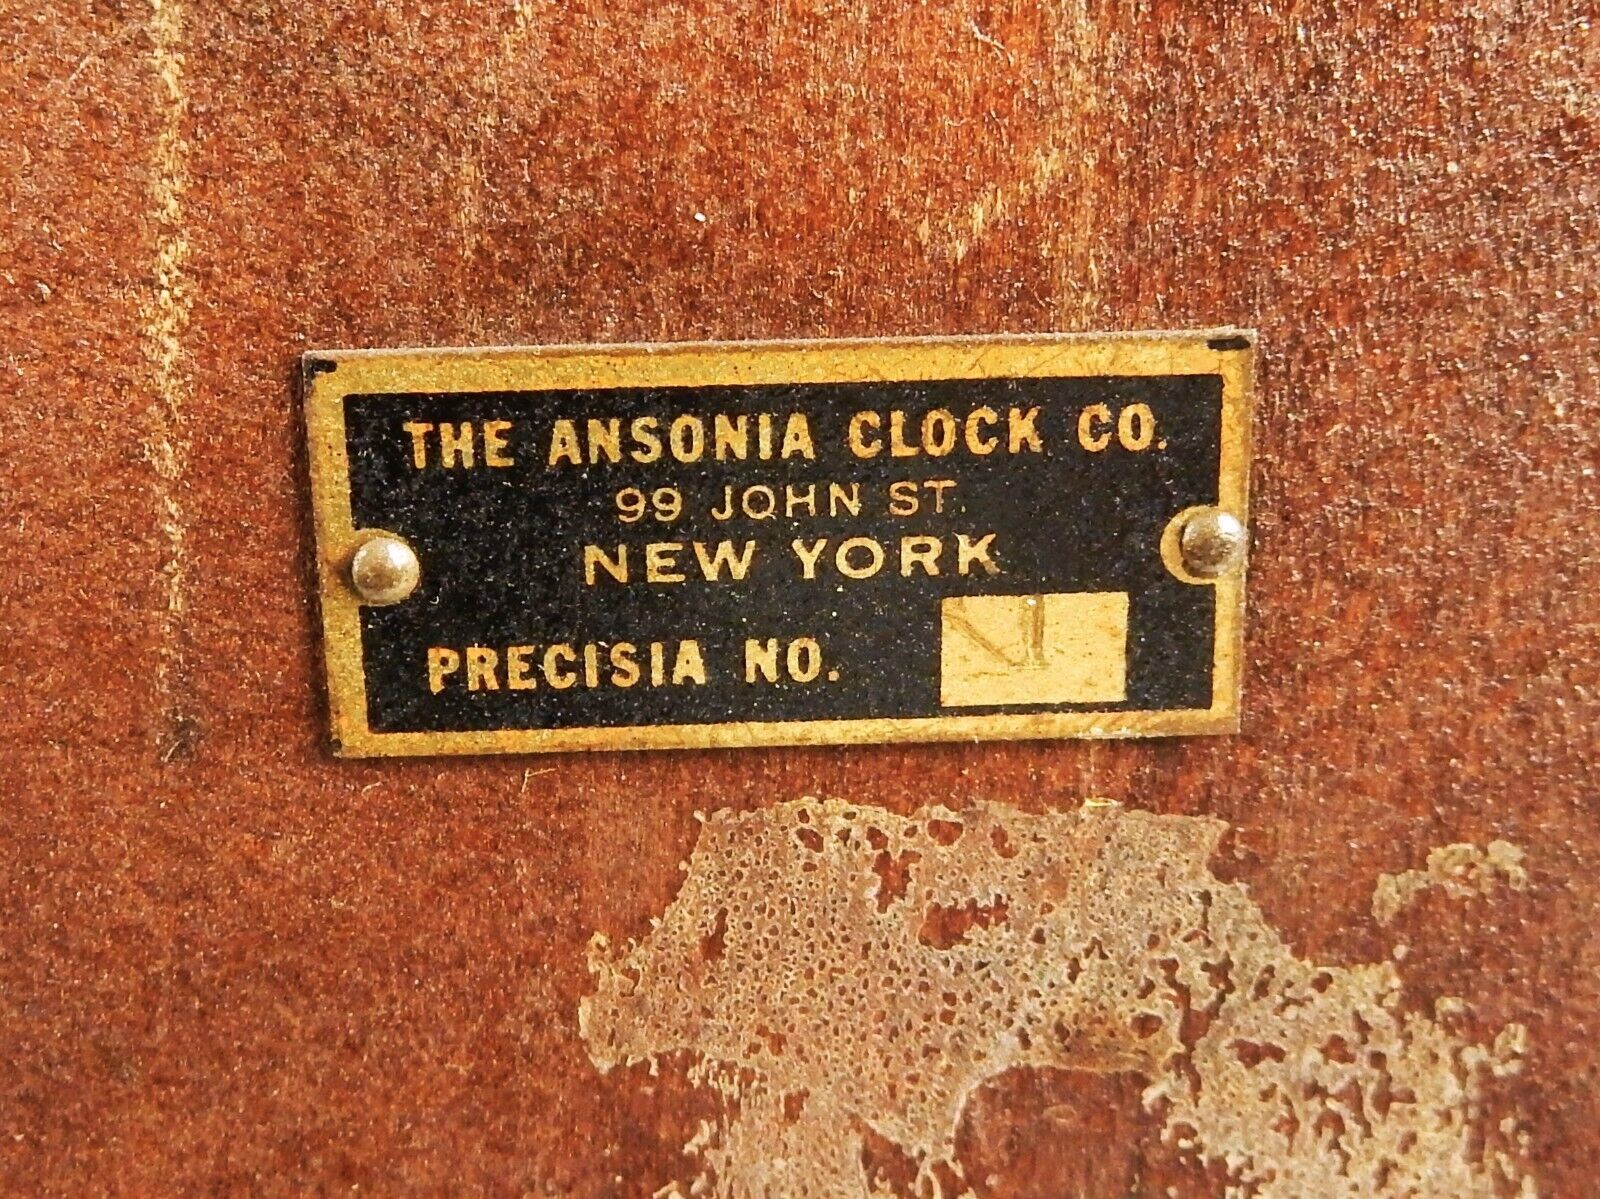 THE ANSONIA CLOCK CO.
99 JOHN ST.
NEW YORK
PRECISIA NO.